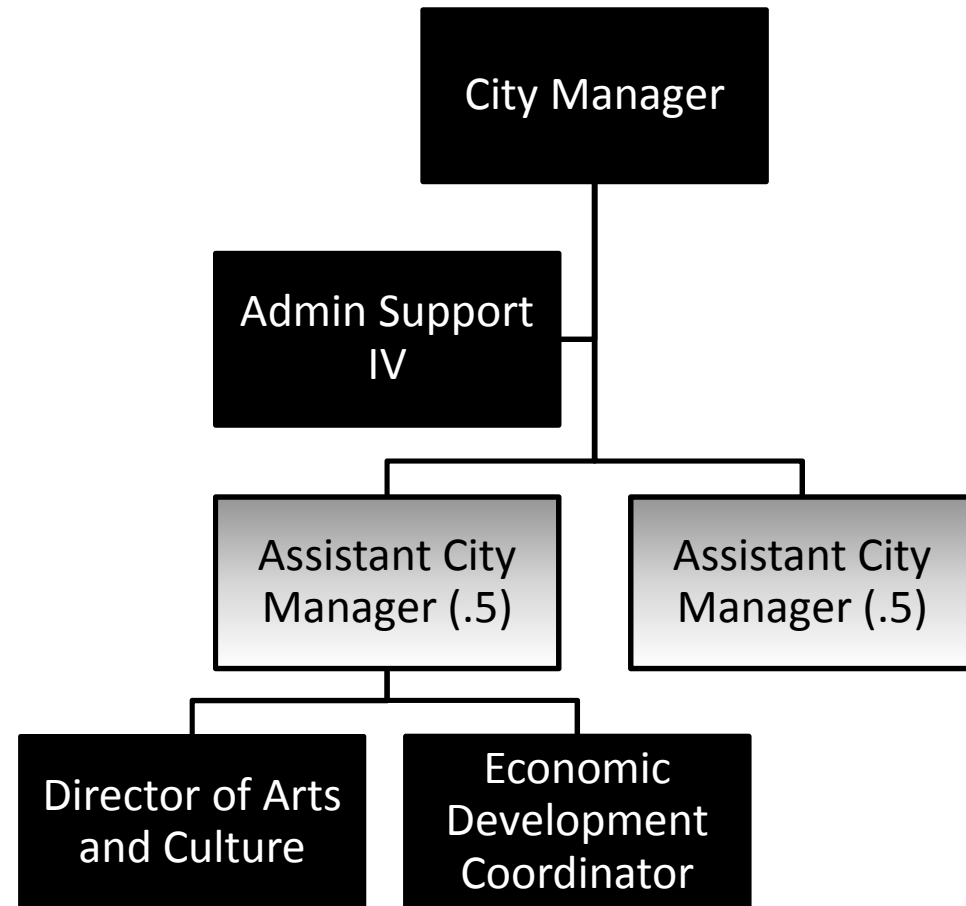 City Manager
Admin Support
IV
Assistant City
Manager (.5)
Assistant City
Manager (.5)
Director of Arts
and Culture
Economic
Development
Coordinator